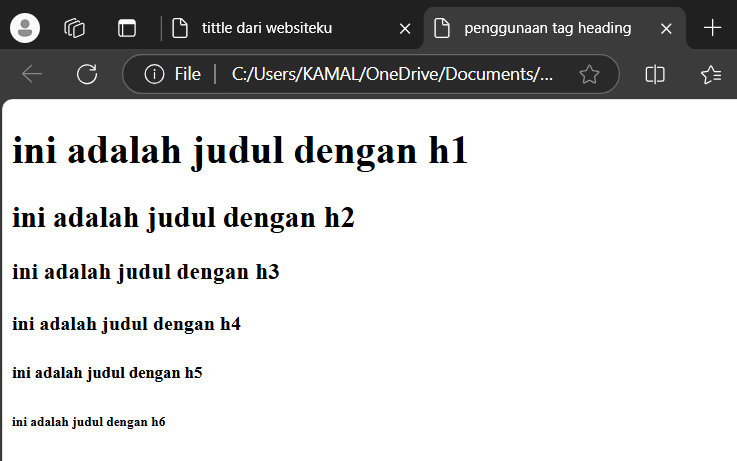 tittle dari websiteku
penggunaan tag heading
File
C:/Users/KAMAL/OneDrive/Documents/...
ini adalah judul dengan h1
ini adalah judul dengan h2
ini adalah judul dengan h3
ini adalah judul dengan h4
ini adalah judul dengan h5
ini adalah judul dengan h6